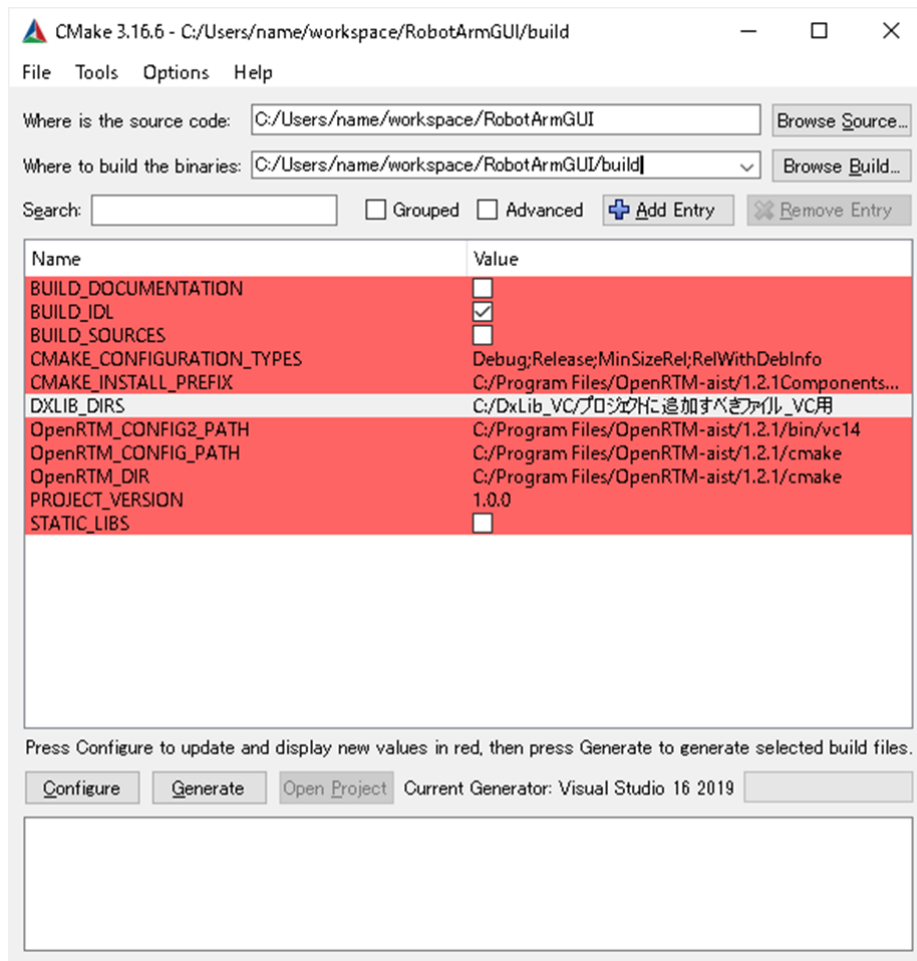 CMake 3.16.6 - C:/Users/name/workspace/RobotArmGUI/build
File Tools Options Help
Where is the source code: C:/Users/name/workspace/RobotArmGUI Browse Source...
Where to build the binaries: C:/Users/name/workspace/RobotArmGUI/build Browse Build...
Search: Grouped Advanced Add Entry Remove Entry
Name Value
BUILD_DOCUMENTATION
BUILD_IDL
BUILD_SOURCES
CMAKE_CONFIGURATION_TYPES Debug;Release;MinSizeRel;RelWithDebInfo
CMAKE_INSTALL_PREFIX C:/Program Files/OpenRTM-aist/1.2.1Components...
DXLIB_DIRS C:/DxLib_VC/プロジェクトに追加すべきファイル_VC用
OpenRTM_CONFIG2_PATH C:/Program Files/OpenRTM-aist/1.2.1/bin/vc14
OpenRTM_CONFIG_PATH C:/Program Files/OpenRTM-aist/1.2.1/cmake
OpenRTM_DIR C:/Program Files/OpenRTM-aist/1.2.1/cmake
PROJECT_VERSION 1.0.0
STATIC_LIBS
Press Configure to update and display new values in red, then press Generate to generate selected build files.
Configure Generate Open Project Current Generator: Visual Studio 16 2019